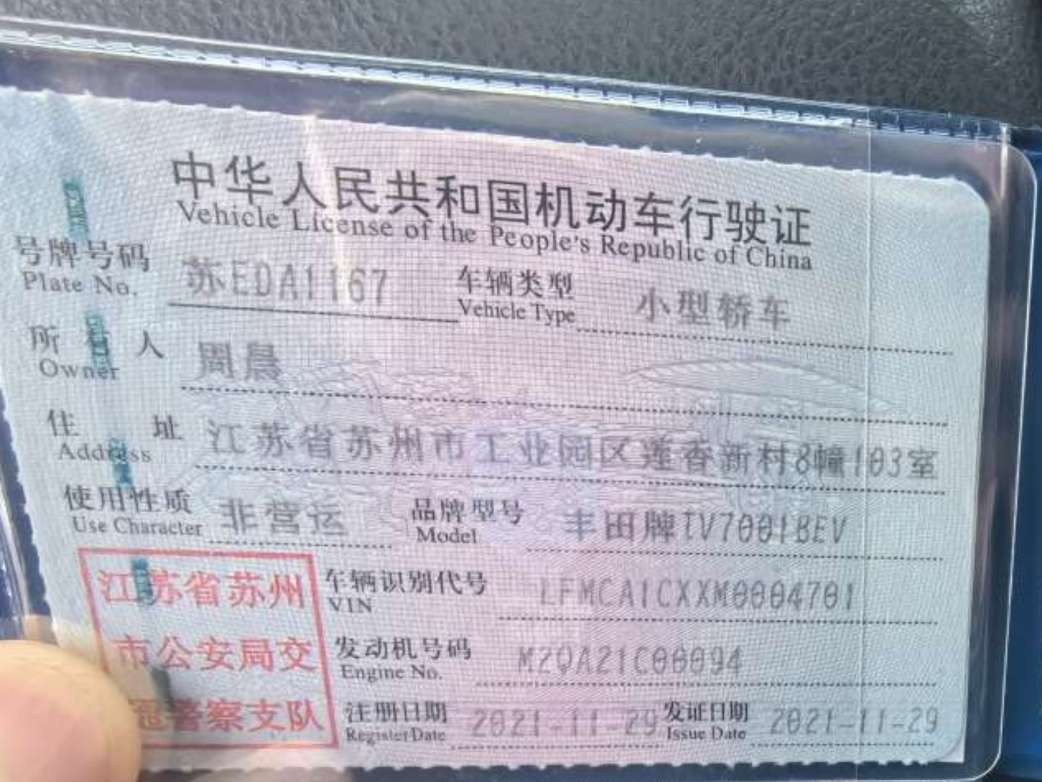 中华人民共和国机动车行驶证
Vehicle License of the People's Republic of China
号牌号码 苏EDA1167 车辆类型 小型轿车
Plate No. Vehicle Type
所有人 周晨
Owner
住址 江苏省苏州市工业园区莲香新村8幢103室
Address
使用性质 非营运 品牌型号 丰田牌TV7001BEV
Use Character Model
江苏省苏州 车辆识别代号 LFMCA1CXXM0004701
VIN
市公安局交 发动机号码 M20A21C00094
Engine No.
通警察支队 注册日期 2021-11-29 发证日期 2021-11-29
Register Date Issue Date